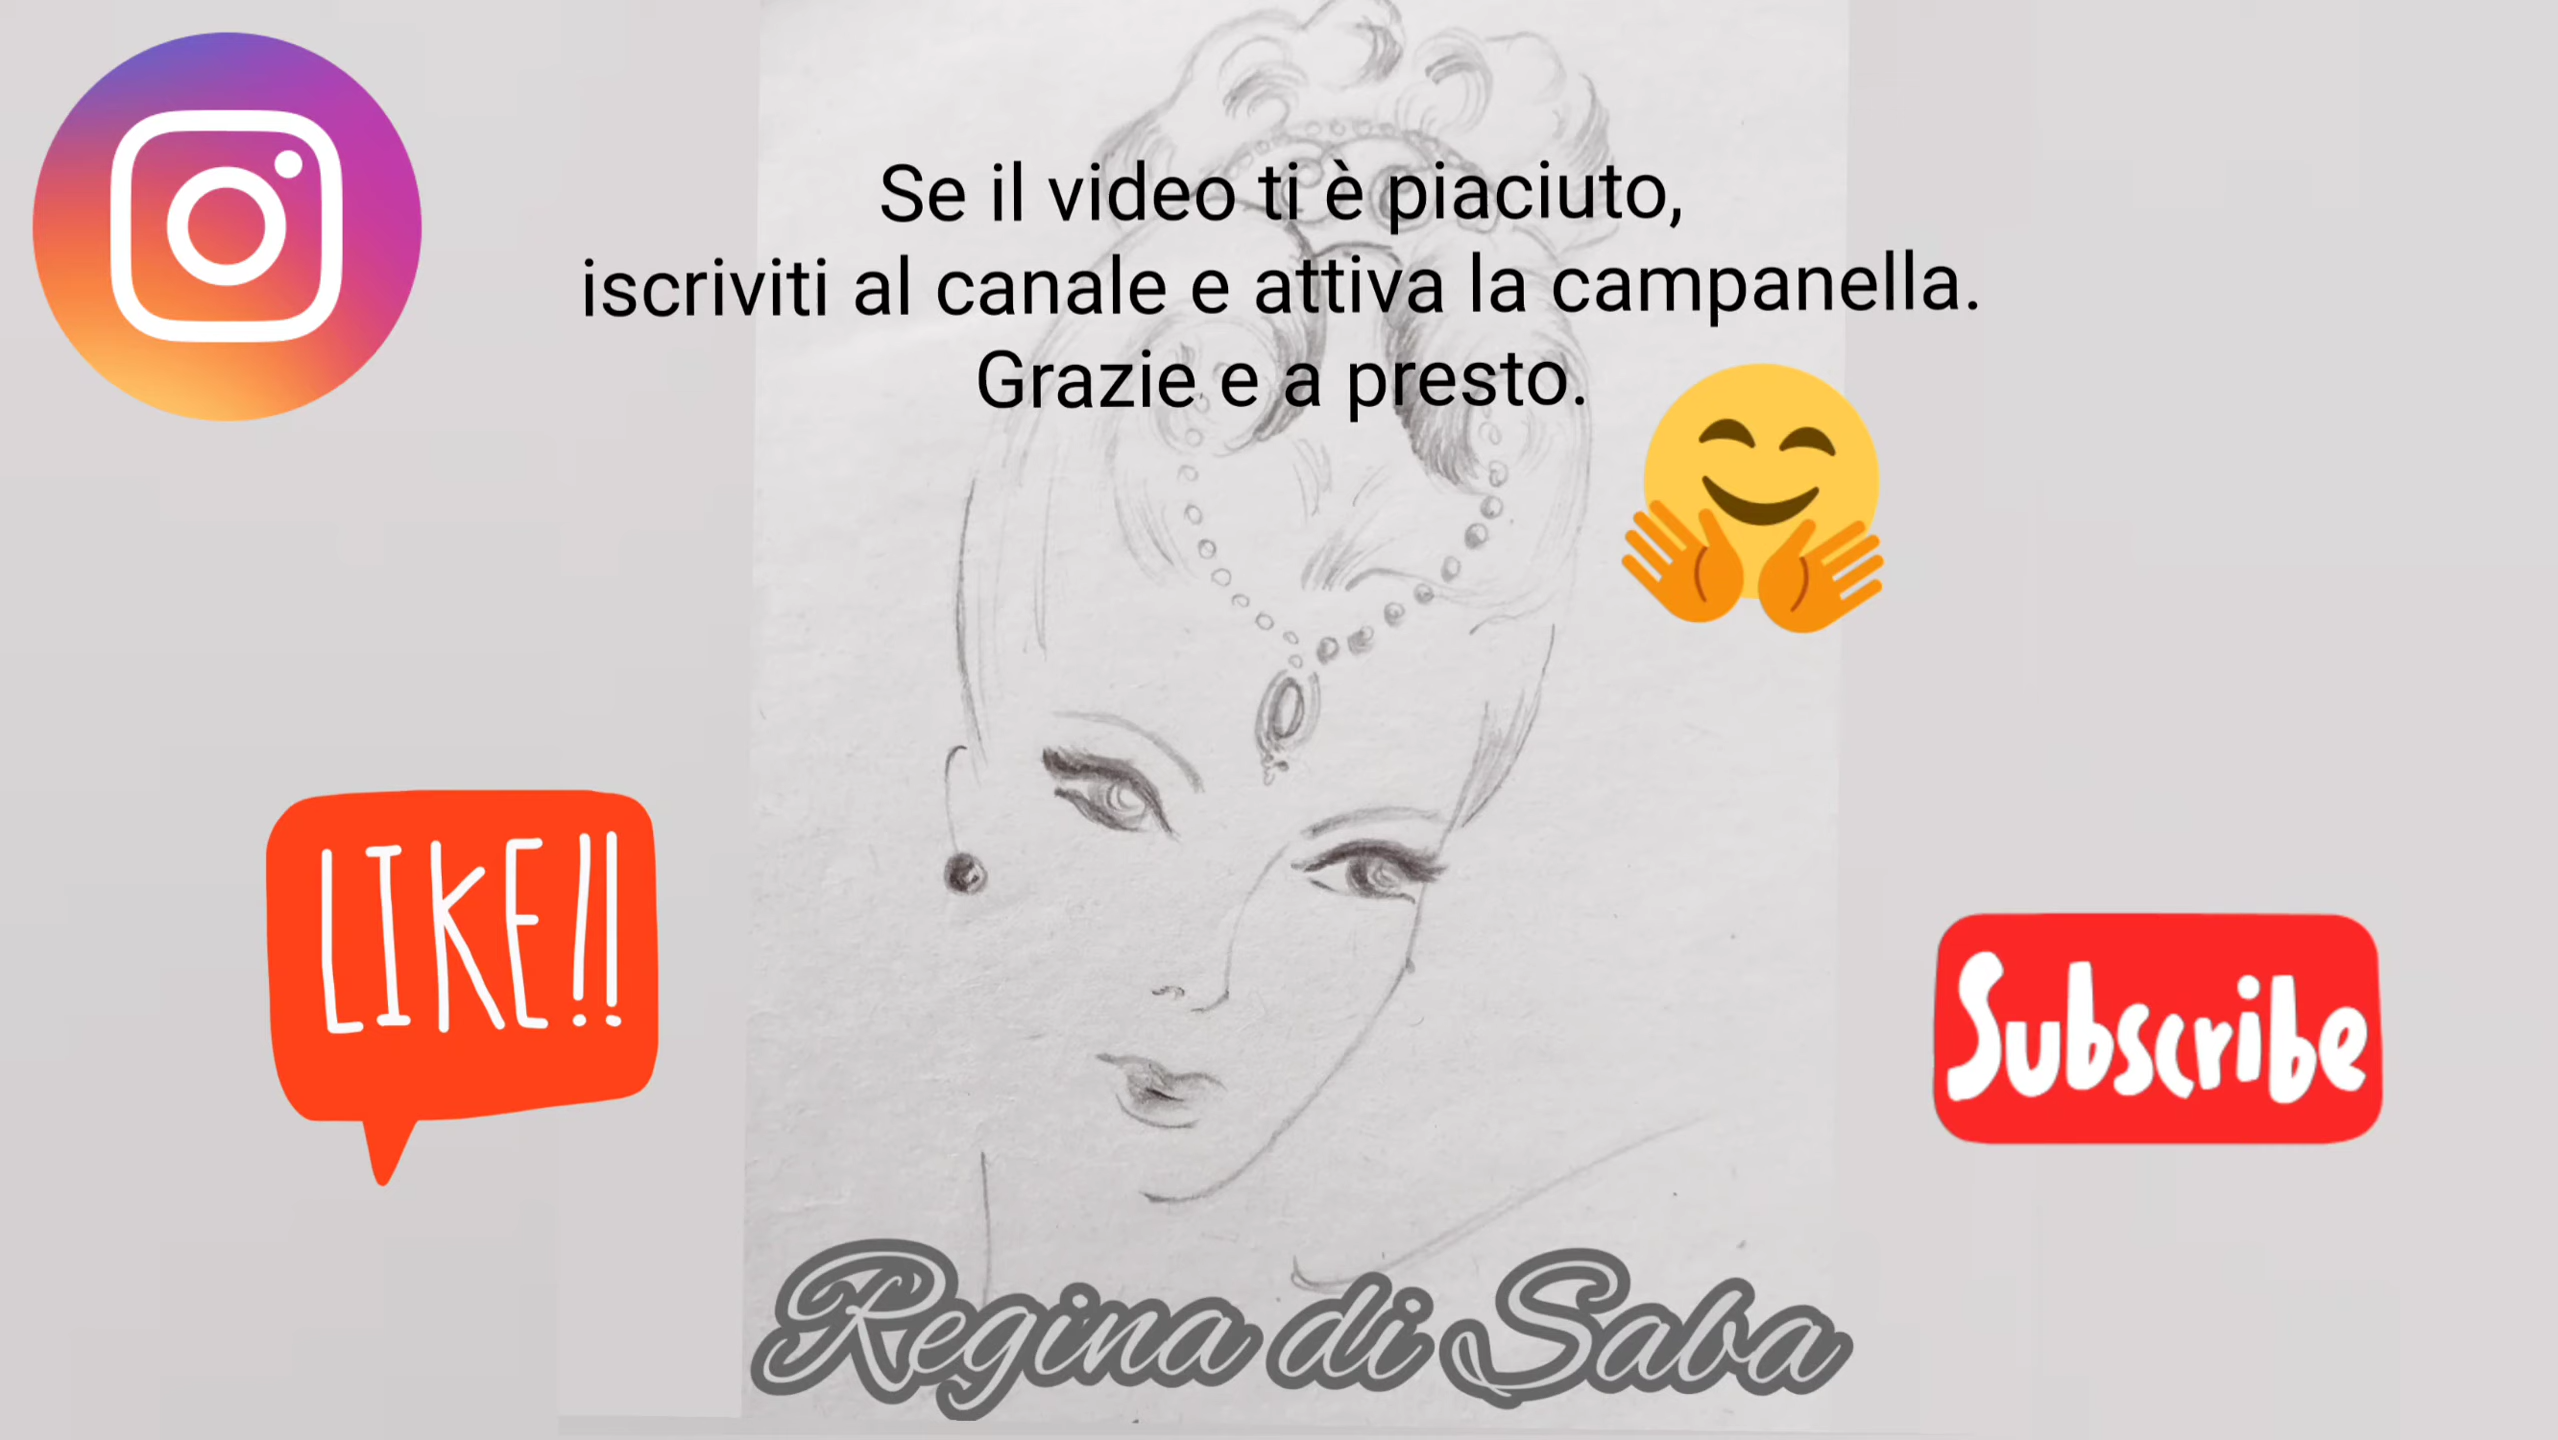 Se il video ti è piaciuto,
iscriviti al canale e attiva la campanella.
Grazie e a presto.
LIKE!!
Subscribe
Regina di Saba